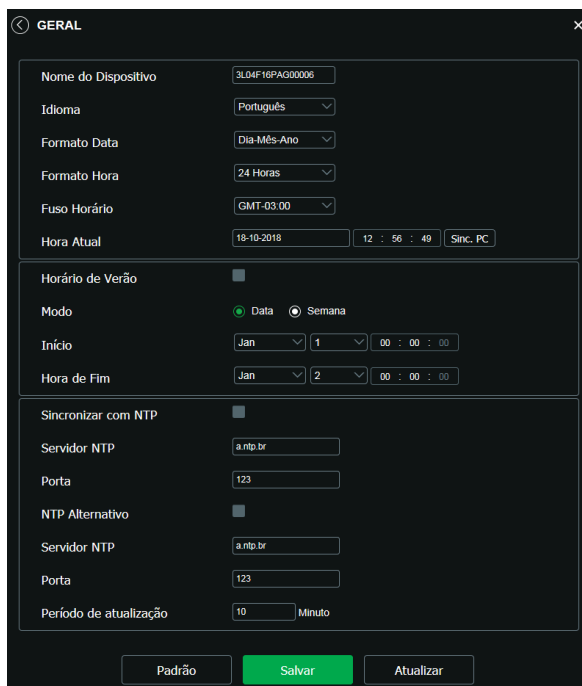 GERAL
Nome do Dispositivo 3L04F16PAG00006
Idioma Português
Formato Data Dia-Mês-Ano
Formato Hora 24 Horas
Fuso Horário GMT-03:00
Hora Atual 18-10-2018 12 : 56 : 49 Sinc. PC
Horário de Verão
Modo Data Semana
Início Jan 1 00 : 00 : 00
Hora de Fim Jan 2 00 : 00 : 00
Sincronizar com NTP
Servidor NTP a.ntp.br
Porta 123
NTP Alternativo
Servidor NTP a.ntp.br
Porta 123
Período de atualização 10 Minuto
Padrão Salvar Atualizar